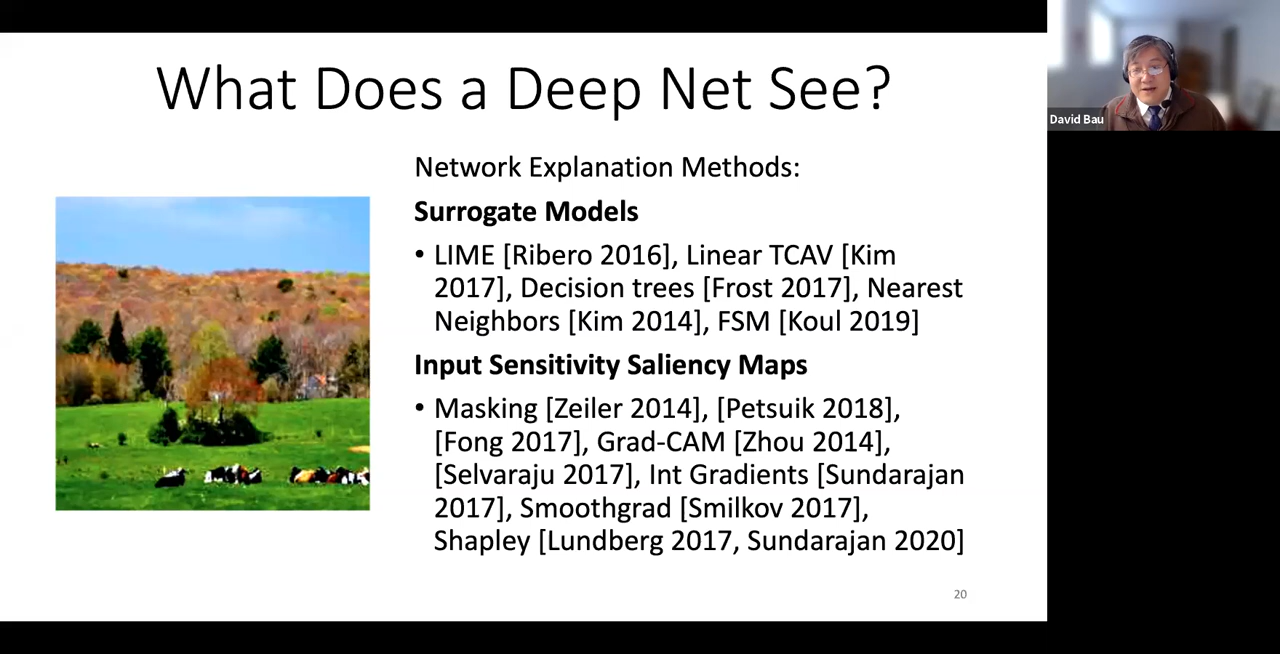 What Does a Deep Net See?
Network Explanation Methods:
Surrogate Models
• LIME [Ribero 2016], Linear TCAV [Kim
2017], Decision trees [Frost 2017], Nearest
Neighbors [Kim 2014], FSM [Koul 2019]
Input Sensitivity Saliency Maps
• Masking [Zeiler 2014], [Petsuik 2018],
[Fong 2017], Grad-CAM [Zhou 2014],
[Selvaraju 2017], Int Gradients [Sundarajan
2017], Smoothgrad [Smilkov 2017],
Shapley [Lundberg 2017, Sundarajan 2020]
20
David Bau